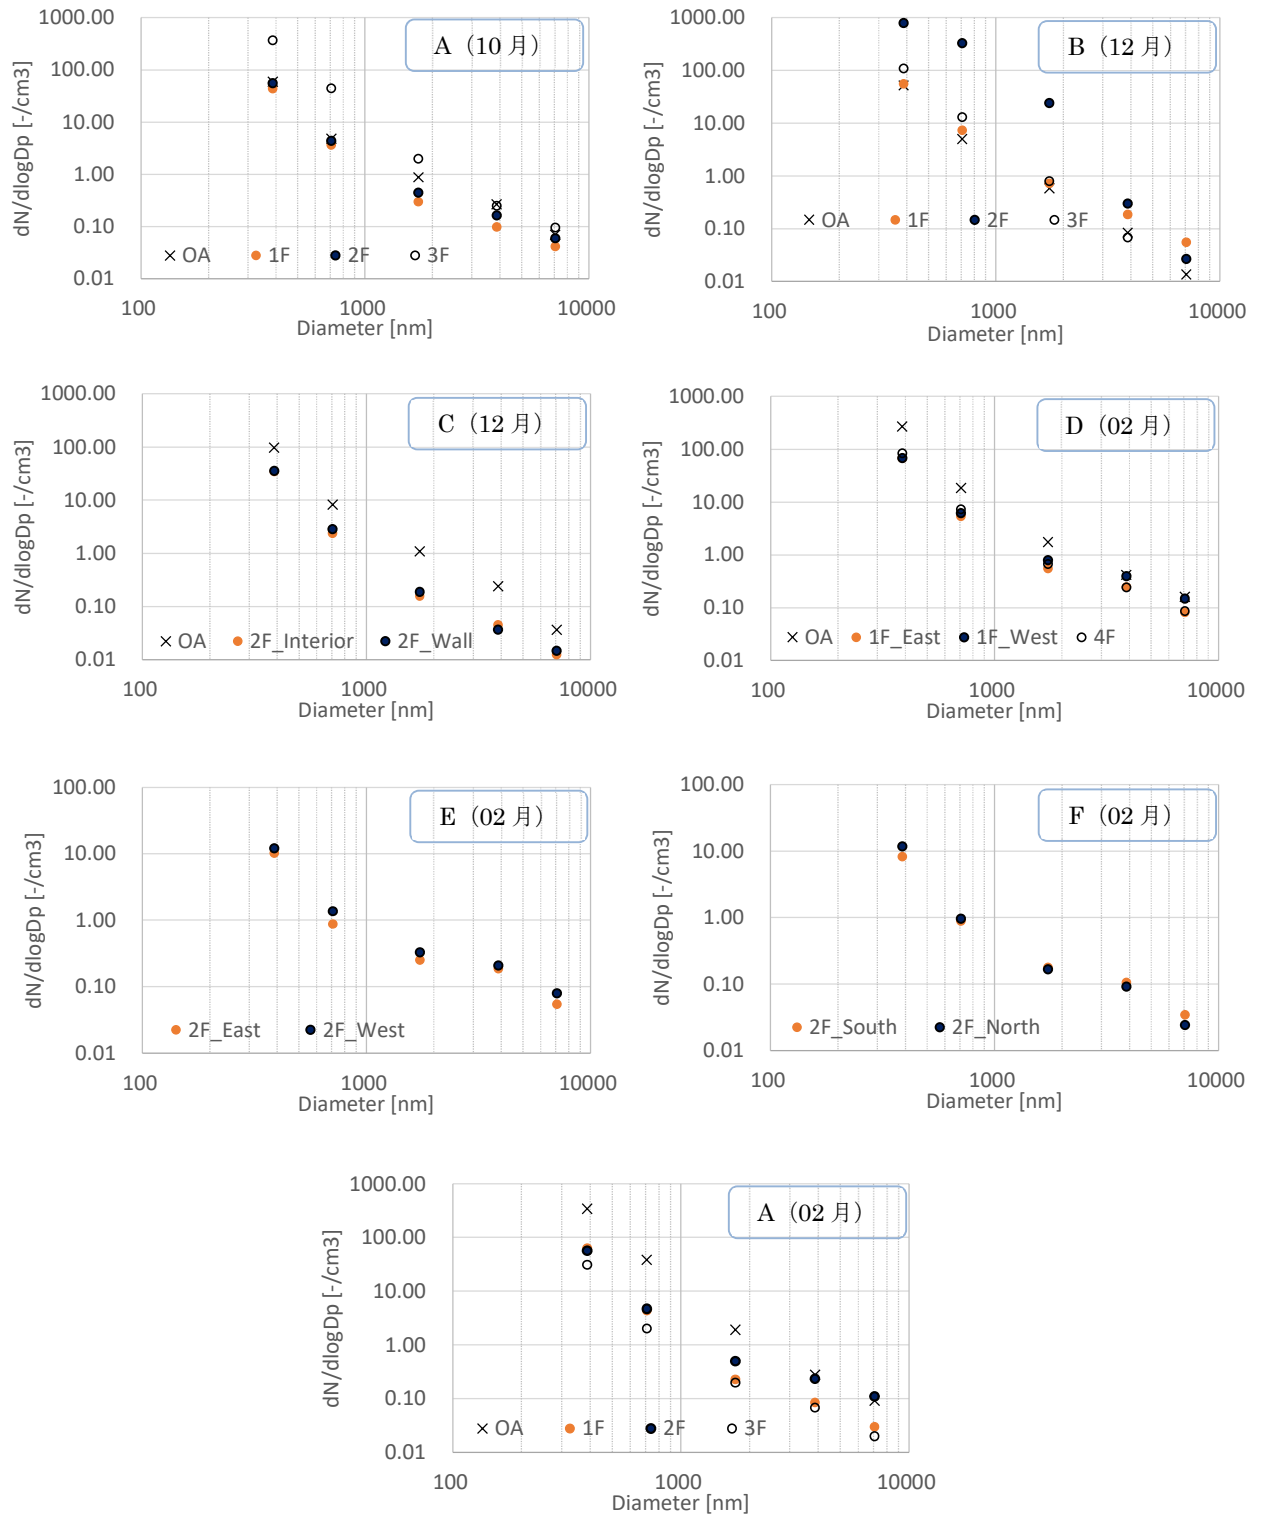 A（10 月）
dN/dlogDp [-/cm3]
1000.00
100.00
10.00
1.00
0.10
0.01
OA 1F 2F 3F
100 1000 10000
Diameter [nm]
B（12 月）
dN/dlogDp [-/cm3]
1000.00
100.00
10.00
1.00
0.10
0.01
OA 1F 2F 3F
100 1000 10000
Diameter [nm]
C（12 月）
dN/dlogDp [-/cm3]
1000.00
100.00
10.00
1.00
0.10
0.01
OA 2F_Interior 2F_Wall
100 1000 10000
Diameter [nm]
D（02 月）
dN/dlogDp [-/cm3]
1000.00
100.00
10.00
1.00
0.10
0.01
OA 1F_East 1F_West 4F
100 1000 10000
Diameter [nm]
E（02 月）
dN/dlogDp [-/cm3]
100.00
10.00
1.00
0.10
0.01
2F_East 2F_West
100 1000 10000
Diameter [nm]
F（02 月）
dN/dlogDp [-/cm3]
100.00
10.00
1.00
0.10
0.01
2F_South 2F_North
100 1000 10000
Diameter [nm]
A（02 月）
dN/dlogDp [-/cm3]
1000.00
100.00
10.00
1.00
0.10
0.01
OA 1F 2F 3F
100 1000 10000
Diameter [nm]